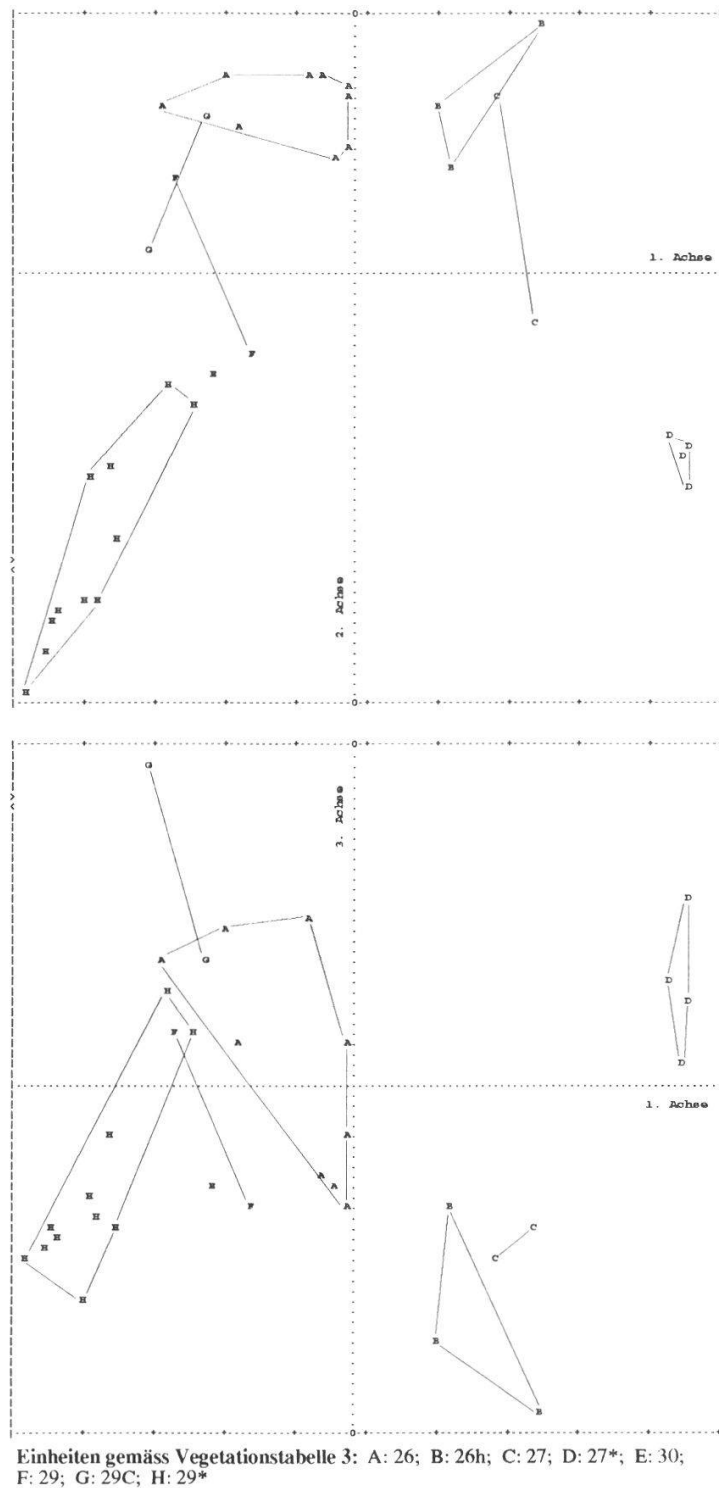 1. Achse
2. Achse
3. Achse
1. Achse
Einheiten gemäss Vegetationstabelle 3: A: 26; B: 26h; C: 27; D: 27*; E: 30;
F: 29; G: 29C; H: 29*